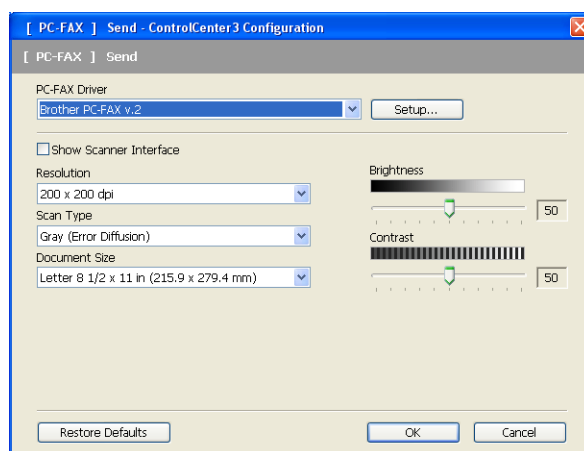 [ PC-FAX ]  Send - ControlCenter3 Configuration
[ PC-FAX ]  Send
PC-FAX Driver
Brother PC-FAX v.2
Setup...
Show Scanner Interface
Resolution
200 x 200 dpi
Scan Type
Gray (Error Diffusion)
Document Size
Letter 8 1/2 x 11 in (215.9 x 279.4 mm)
Brightness
50
Contrast
50
Restore Defaults
OK
Cancel